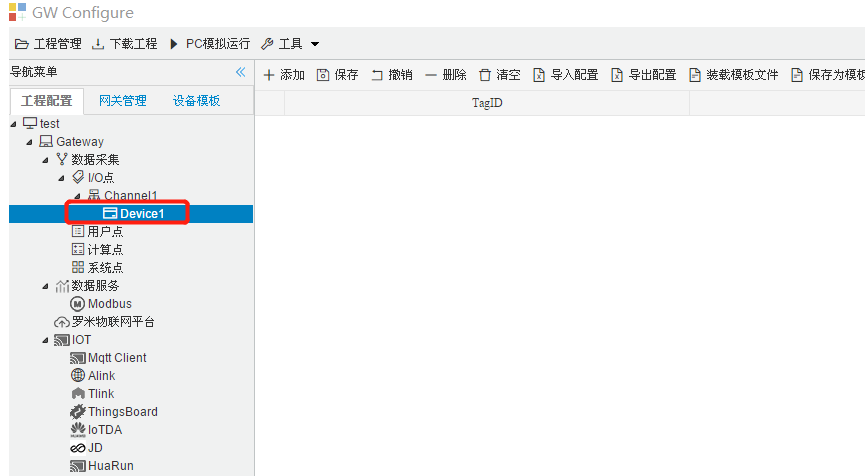 GW Configure
工程管理 下载工程 PC模拟运行 工具
导航菜单
添加 保存 撤销 删除 清空 导入配置 导出配置 装载模板文件 保存为模板
工程配置 网关管理 设备模板
TagID
test
Gateway
数据采集
I/O点
Channel1
Device1
用户点
计算点
系统点
数据服务
Modbus
罗米物联网平台
IOT
Mqtt Client
Alink
Tlink
ThingsBoard
IoTDA
JD
HuaRun